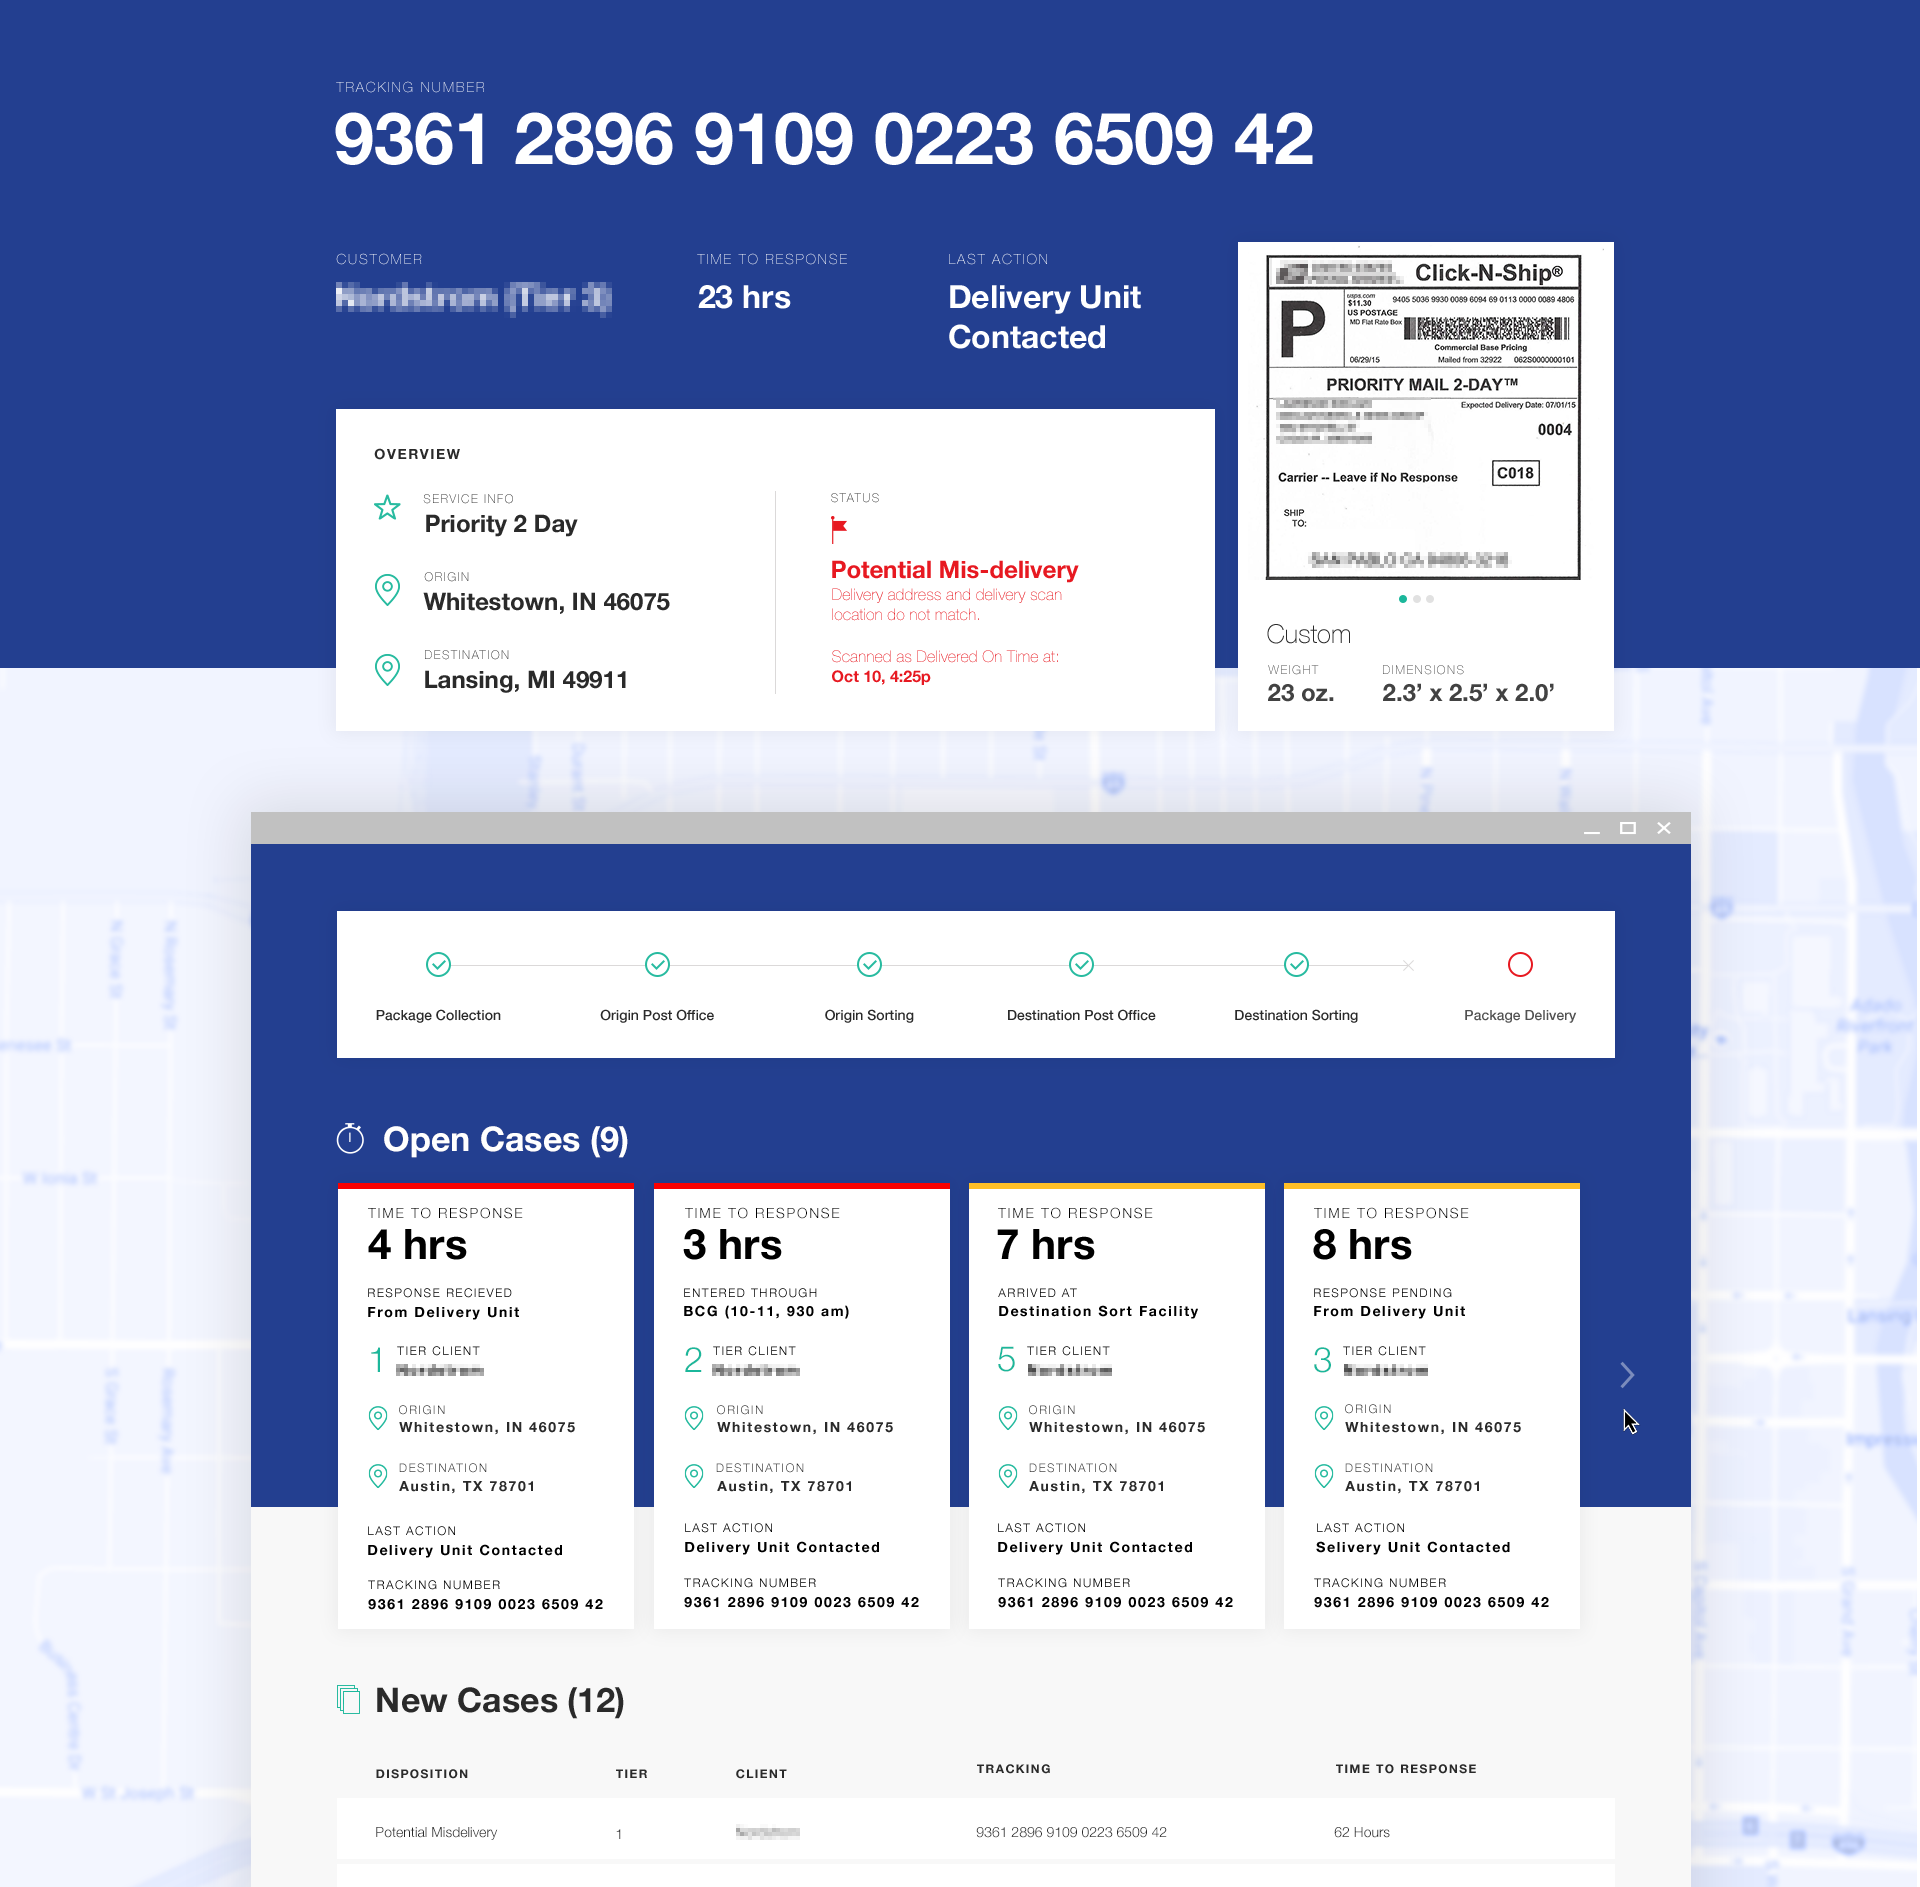 TRACKING NUMBER
9361 2896 9109 0223 6509 42
CUSTOMER
TIME TO RESPONSE
23 hrs
LAST ACTION
Delivery Unit
Contacted
Click-N-Ship®
P
usps.com
$11.30
US POSTAGE
MD Flat Rate Box
9405 5036 9930 0089 6094 69 0113 0000 0089 4806
Commercial Base Pricing
06/29/15
Mailed from 32922
062S0000000101
PRIORITY MAIL 2-DAY™
Expected Delivery Date: 07/01/15
0004
C018
Carrier -- Leave if No Response
SHIP
TO:
Custom
WEIGHT
23 oz.
DIMENSIONS
2.3’ x 2.5’ x 2.0’
OVERVIEW
SERVICE INFO
Priority 2 Day
ORIGIN
Whitestown, IN 46075
DESTINATION
Lansing, MI 49911
STATUS
Potential Mis-delivery
Delivery address and delivery scan
location do not match.
Scanned as Delivered On Time at:
Oct 10, 4:25p
Package Collection
Origin Post Office
Origin Sorting
Destination Post Office
Destination Sorting
Package Delivery
Open Cases (9)
TIME TO RESPONSE
4 hrs
RESPONSE RECIEVED
From Delivery Unit
1
TIER CLIENT
ORIGIN
Whitestown, IN 46075
DESTINATION
Austin, TX 78701
LAST ACTION
Delivery Unit Contacted
TRACKING NUMBER
9361 2896 9109 0023 6509 42
TIME TO RESPONSE
3 hrs
ENTERED THROUGH
BCG (10-11, 930 am)
2
TIER CLIENT
ORIGIN
Whitestown, IN 46075
DESTINATION
Austin, TX 78701
LAST ACTION
Delivery Unit Contacted
TRACKING NUMBER
9361 2896 9109 0023 6509 42
TIME TO RESPONSE
7 hrs
ARRIVED AT
Destination Sort Facility
5
TIER CLIENT
ORIGIN
Whitestown, IN 46075
DESTINATION
Austin, TX 78701
LAST ACTION
Delivery Unit Contacted
TRACKING NUMBER
9361 2896 9109 0023 6509 42
TIME TO RESPONSE
8 hrs
RESPONSE PENDING
From Delivery Unit
3
TIER CLIENT
ORIGIN
Whitestown, IN 46075
DESTINATION
Austin, TX 78701
LAST ACTION
Selivery Unit Contacted
TRACKING NUMBER
9361 2896 9109 0023 6509 42
New Cases (12)
DISPOSITION
TIER
CLIENT
TRACKING
TIME TO RESPONSE
Potential Misdelivery
1
9361 2896 9109 0223 6509 42
62 Hours
N Grace St
N Rosemary St
W Ionia St
S Grace St
Rosemary Ave
W St Joseph St